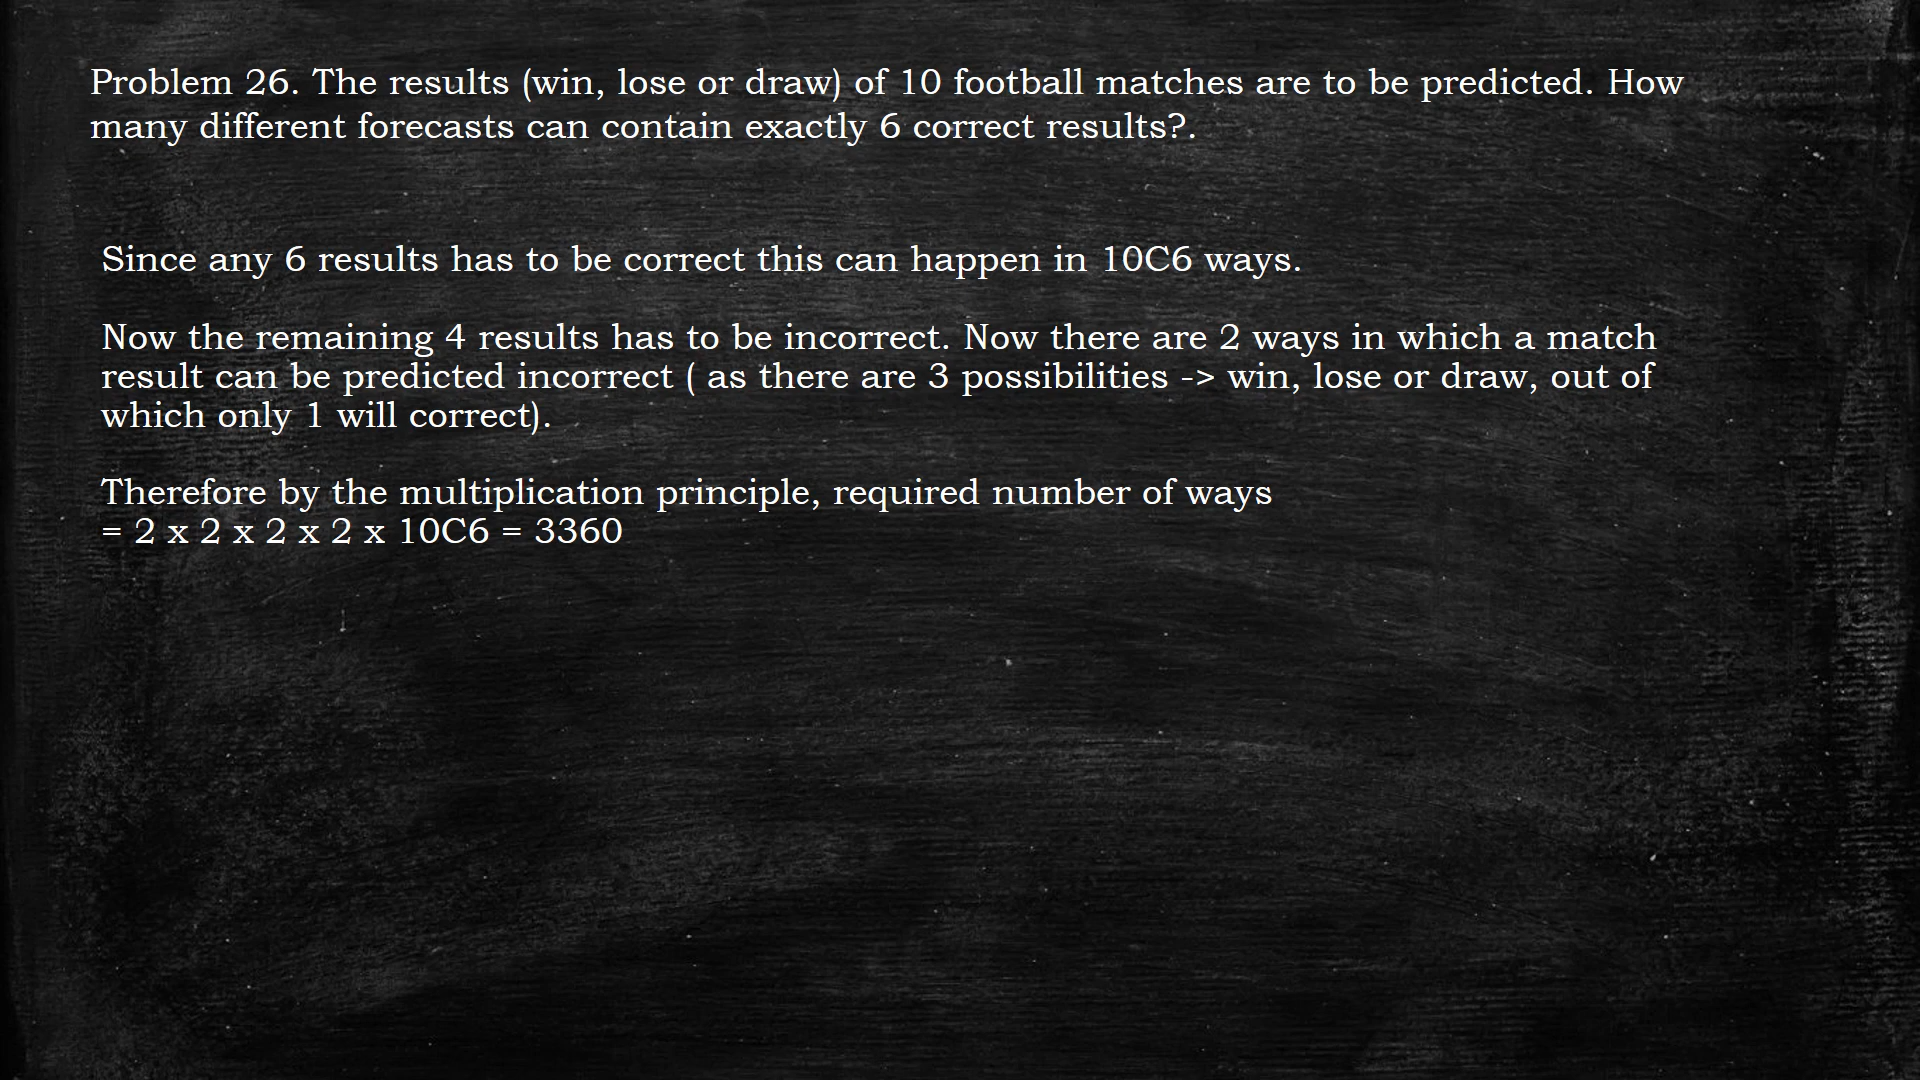 Problem 26. The results (win, lose or draw) of 10 football matches are to be predicted. How
many different forecasts can contain exactly 6 correct results?.
Since any 6 results has to be correct this can happen in 10C6 ways.
Now the remaining 4 results has to be incorrect. Now there are 2 ways in which a match
result can be predicted incorrect ( as there are 3 possibilities -> win, lose or draw, out of
which only 1 will correct).
Therefore by the multiplication principle, required number of ways
= 2 x 2 x 2 x 2 x 10C6 = 3360